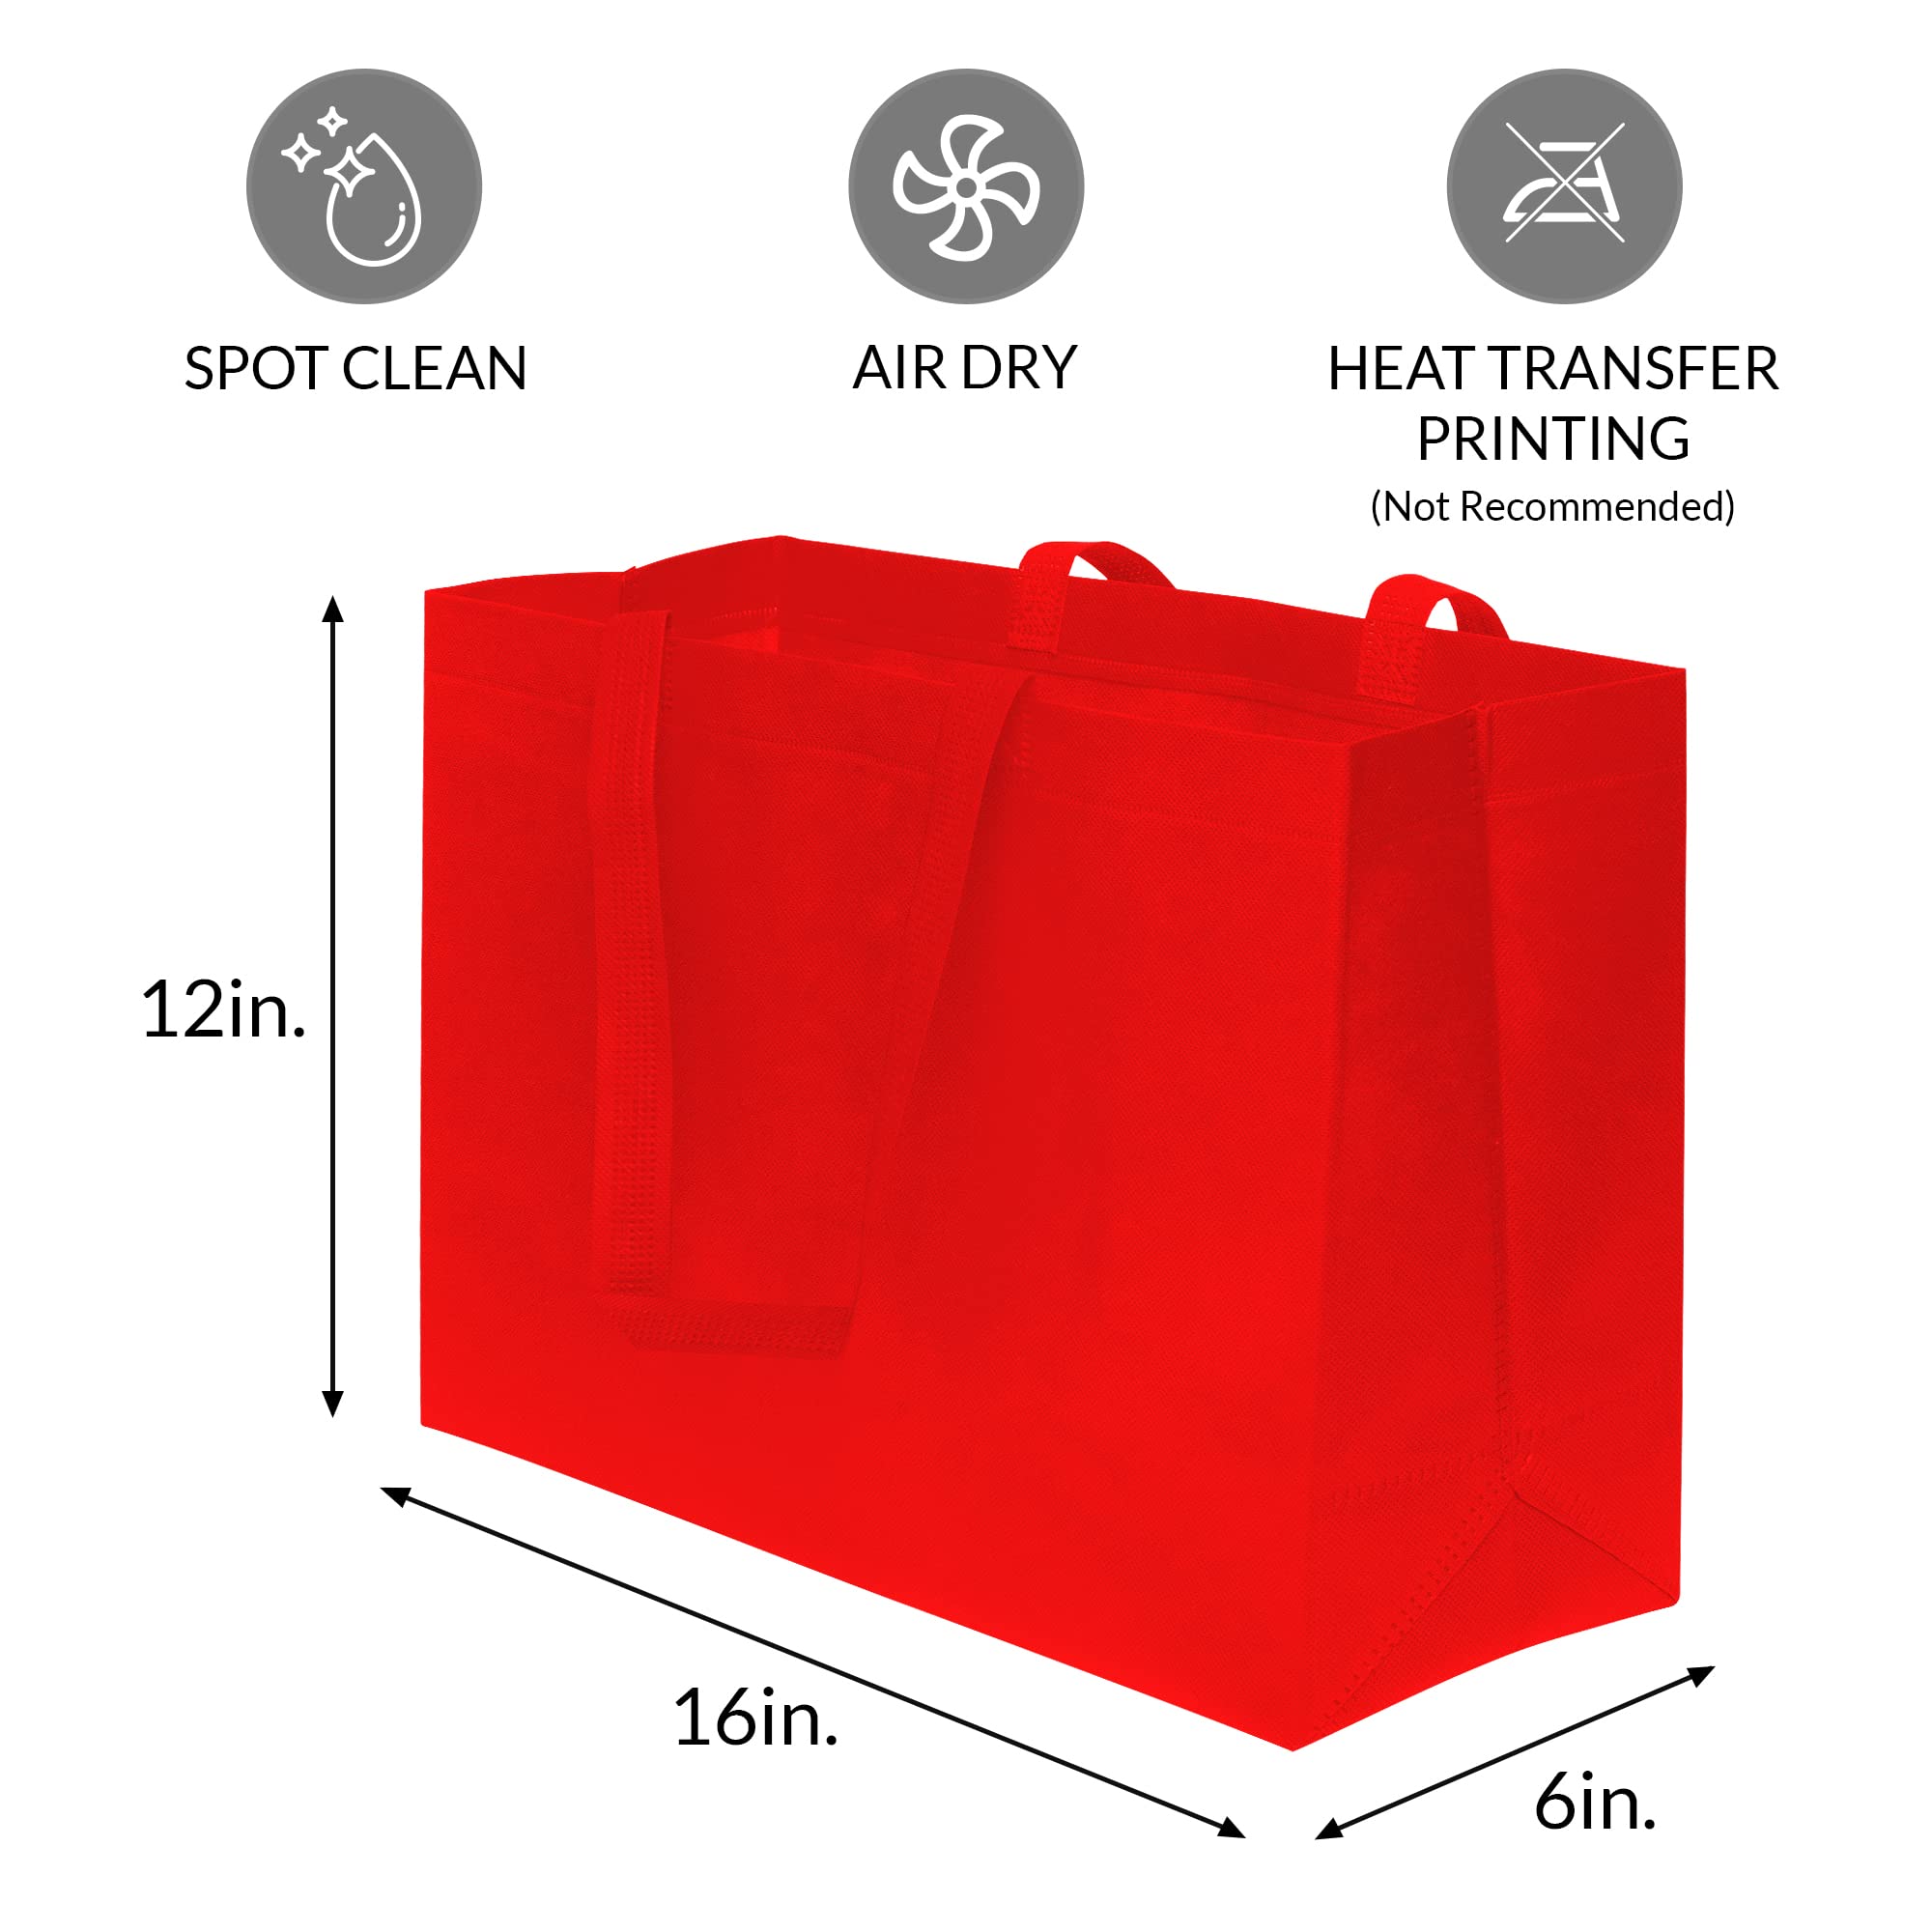 SPOT CLEAN
AIR DRY
HEAT TRANSFER
PRINTING
(Not Recommended)
12in.
16in.
6in.